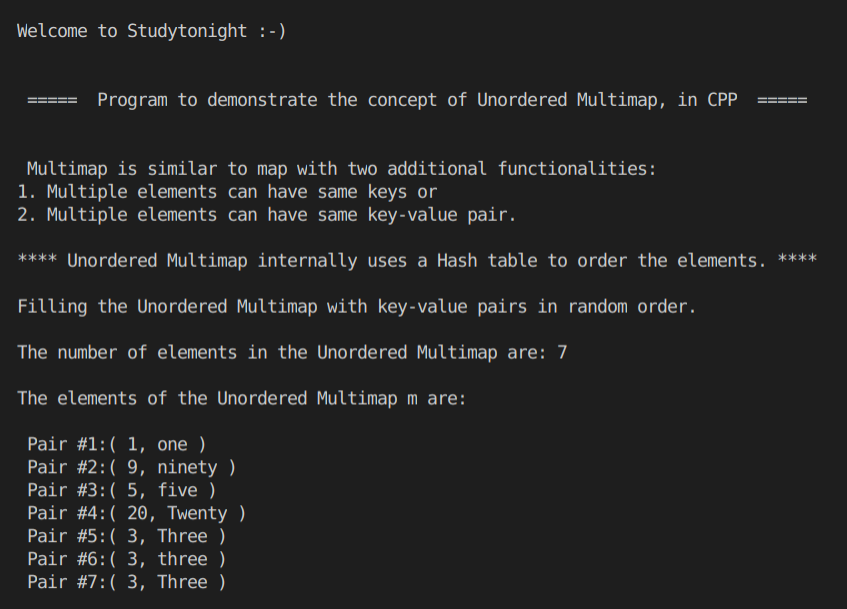 Welcome to Studytonight :-)
===== Program to demonstrate the concept of Unordered Multimap, in CPP =====
Multimap is similar to map with two additional functionalities:
1. Multiple elements can have same keys or
2. Multiple elements can have same key-value pair.
**** Unordered Multimap internally uses a Hash table to order the elements. ****
Filling the Unordered Multimap with key-value pairs in random order.
The number of elements in the Unordered Multimap are: 7
The elements of the Unordered Multimap m are:
Pair #1:( 1, one )
Pair #2:( 9, ninety )
Pair #3:( 5, five )
Pair #4:( 20, Twenty )
Pair #5:( 3, Three )
Pair #6:( 3, three )
Pair #7:( 3, Three )